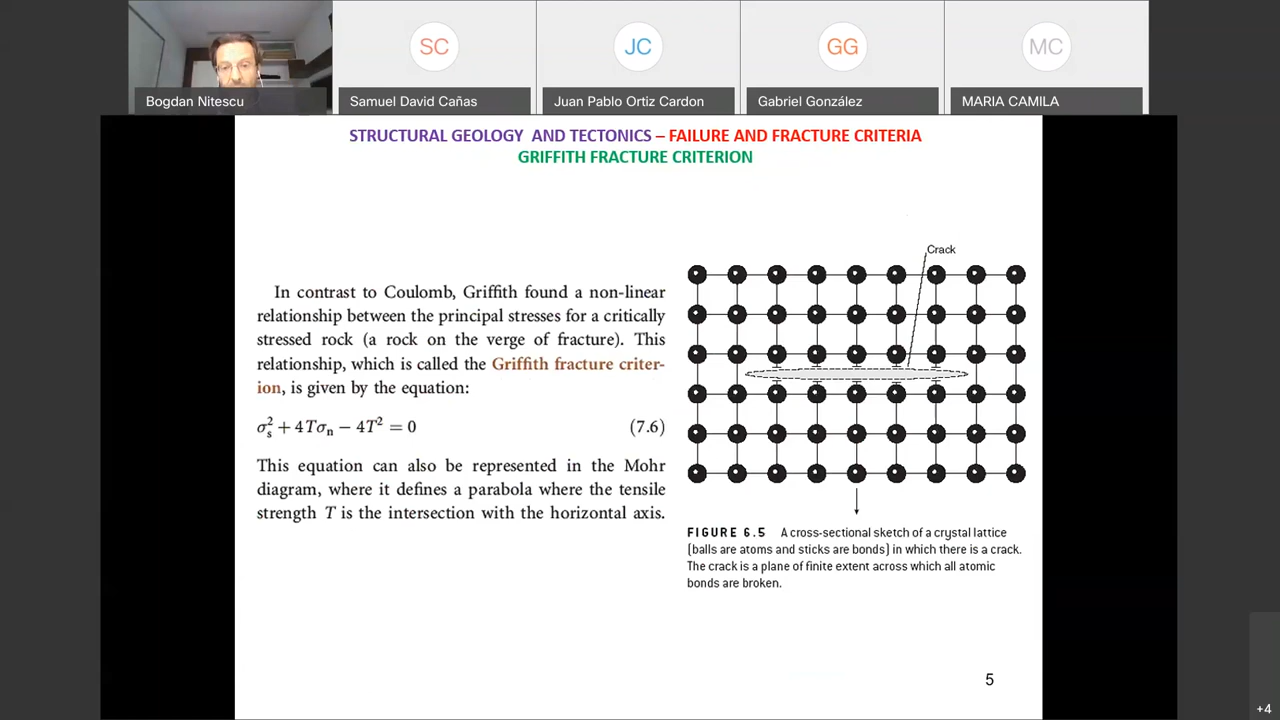 SC
JC
GG
MC
Bogdan Nitescu
Samuel David Cañas
Juan Pablo Ortiz Cardon
Gabriel González
MARIA CAMILA
STRUCTURAL GEOLOGY AND TECTONICS – FAILURE AND FRACTURE CRITERIA
GRIFFITH FRACTURE CRITERION
In contrast to Coulomb, Griffith found a non-linear
relationship between the principal stresses for a critically
stressed rock (a rock on the verge of fracture). This
relationship, which is called the Griffith fracture criter-
ion, is given by the equation:
σₛ² + 4Tσₙ − 4T² = 0 (7.6)
This equation can also be represented in the Mohr
diagram, where it defines a parabola where the tensile
strength T is the intersection with the horizontal axis.
Crack
FIGURE 6.5 A cross-sectional sketch of a crystal lattice
(balls are atoms and sticks are bonds) in which there is a crack.
The crack is a plane of finite extent across which all atomic
bonds are broken.
5
+4